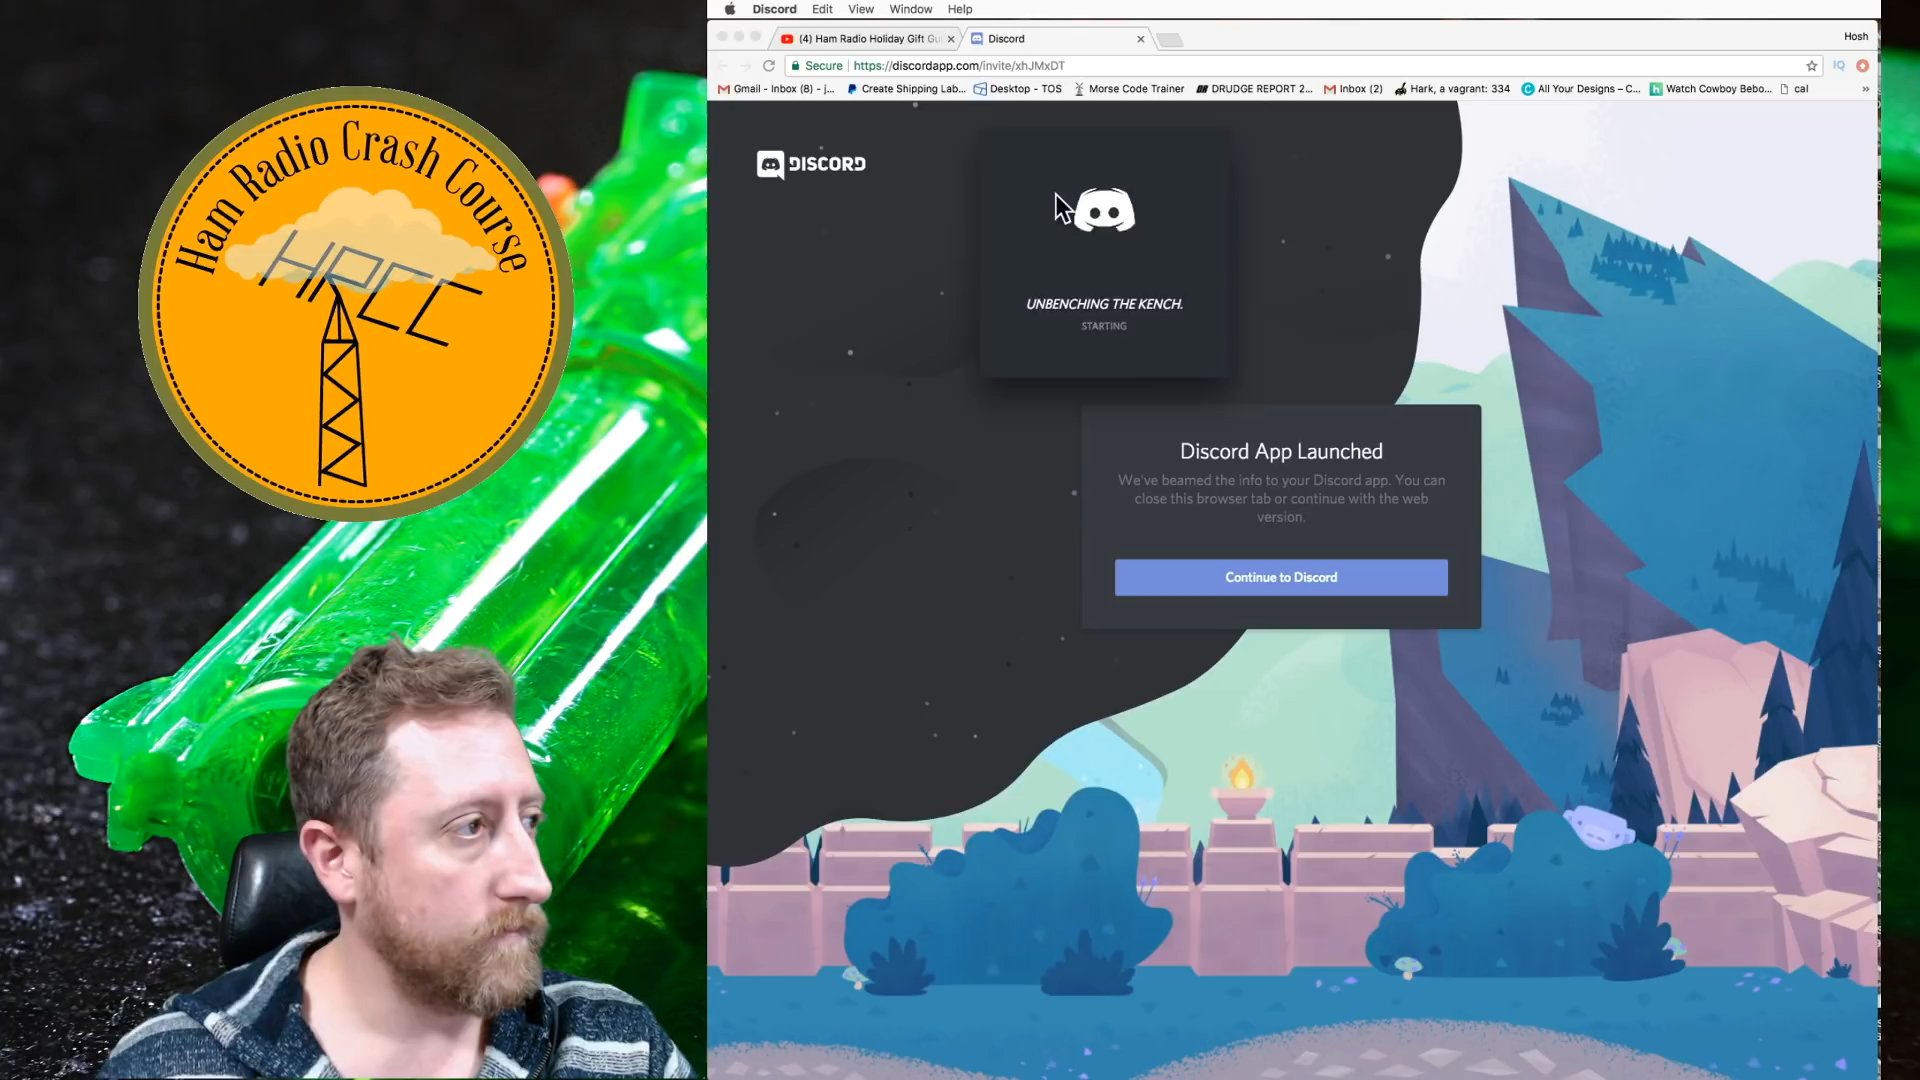 Ham Radio Crash Course
HRCC
Discord Edit View Window Help
(4) Ham Radio Holiday Gift Gu
Discord
Hosh
Secure https://discordapp.com/invite/xhJMxDT
IQ
Gmail - Inbox (8) - j... Create Shipping Lab... Desktop - TOS Morse Code Trainer DRUDGE REPORT 2... Inbox (2) Hark, a vagrant: 334 All Your Designs – C... Watch Cowboy Bebo... cal »
DISCORD
UNBENCHING THE KENCH.
STARTING
Discord App Launched
We've beamed the info to your Discord app. You can
close this browser tab or continue with the web
version.
Continue to Discord